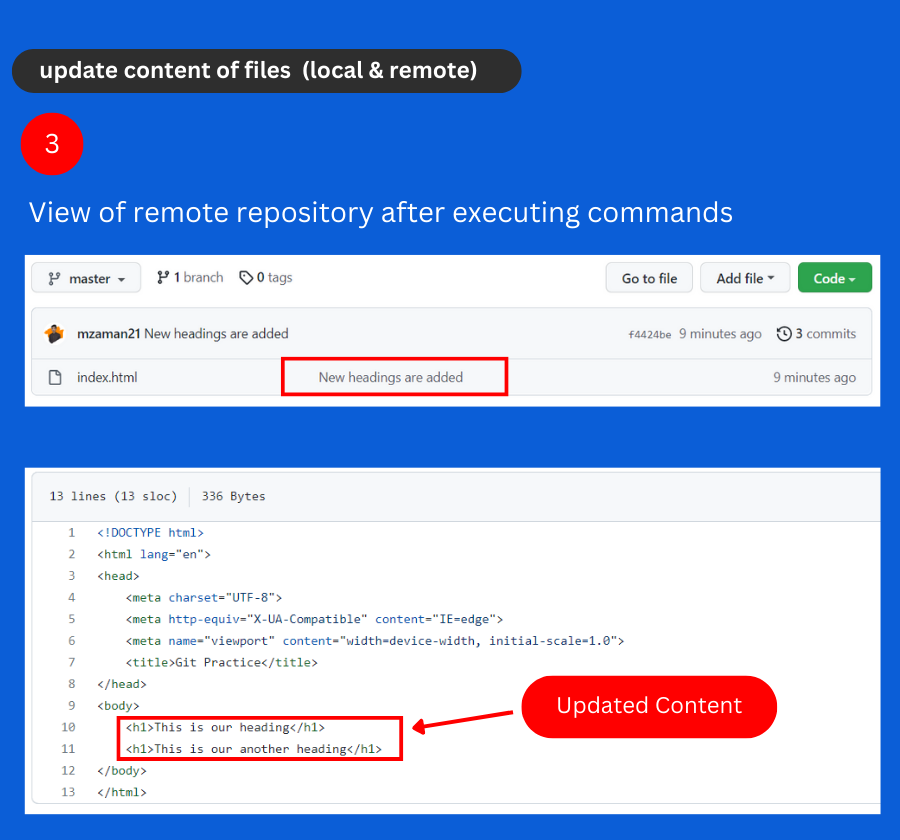 update content of files (local & remote)
3
View of remote repository after executing commands
master 1 branch 0 tags Go to file Add file Code
mzaman21 New headings are added f4424be 9 minutes ago 3 commits
index.html New headings are added 9 minutes ago
13 lines (13 sloc) 336 Bytes
1 <!DOCTYPE html>
2 <html lang="en">
3 <head>
4 <meta charset="UTF-8">
5 <meta http-equiv="X-UA-Compatible" content="IE=edge">
6 <meta name="viewport" content="width=device-width, initial-scale=1.0">
7 <title>Git Practice</title>
8 </head>
9 <body>
Updated Content
10 <h1>This is our heading</h1>
11 <h1>This is our another heading</h1>
12 </body>
13 </html>